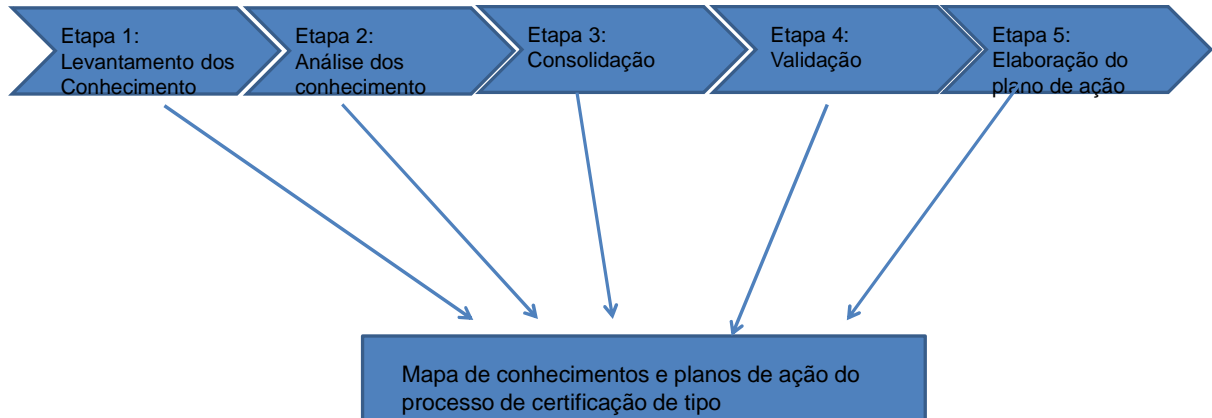 Etapa 1:
Levantamento dos
Conhecimento
Etapa 2:
Análise dos
conhecimento
Etapa 3:
Consolidação
Etapa 4:
Validação
Etapa 5:
Elaboração do
plano de ação
Mapa de conhecimentos e planos de ação do
processo de certificação de tipo